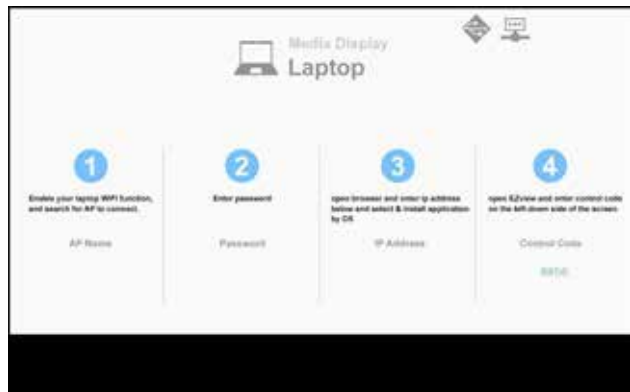 Media Display
Laptop
1
2
3
4
Enable your laptop WIFI function,
and search for AP to connect.
Enter password
open browser and enter ip address
below and select & install application
by OS
open EZview and enter control code
on the left down side of the screen.
AP Name
Password
IP Address
Control Code